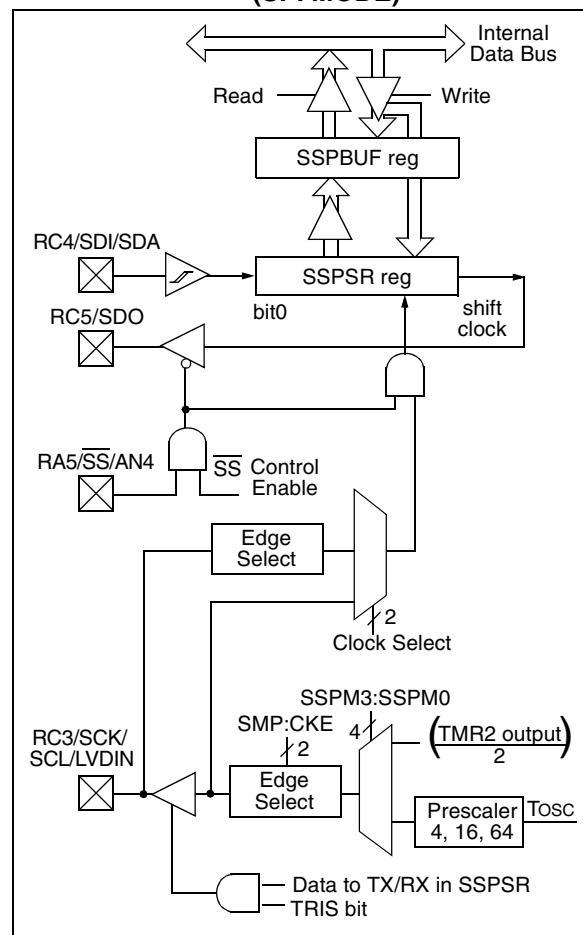 (SPI MODE)
Internal
Data Bus
Read
Write
SSPBUF reg
RC4/SDI/SDA
SSPSR reg
bit0
shift
clock
RC5/SDO
RA5/SS/AN4
SS Control
Enable
Edge
Select
2
Clock Select
SSPM3:SSPM0
SMP:CKE
4
(TMR2 output)
2
2
RC3/SCK/
SCL/LVDIN
Edge
Select
Prescaler
4, 16, 64
TOSC
Data to TX/RX in SSPSR
TRIS bit